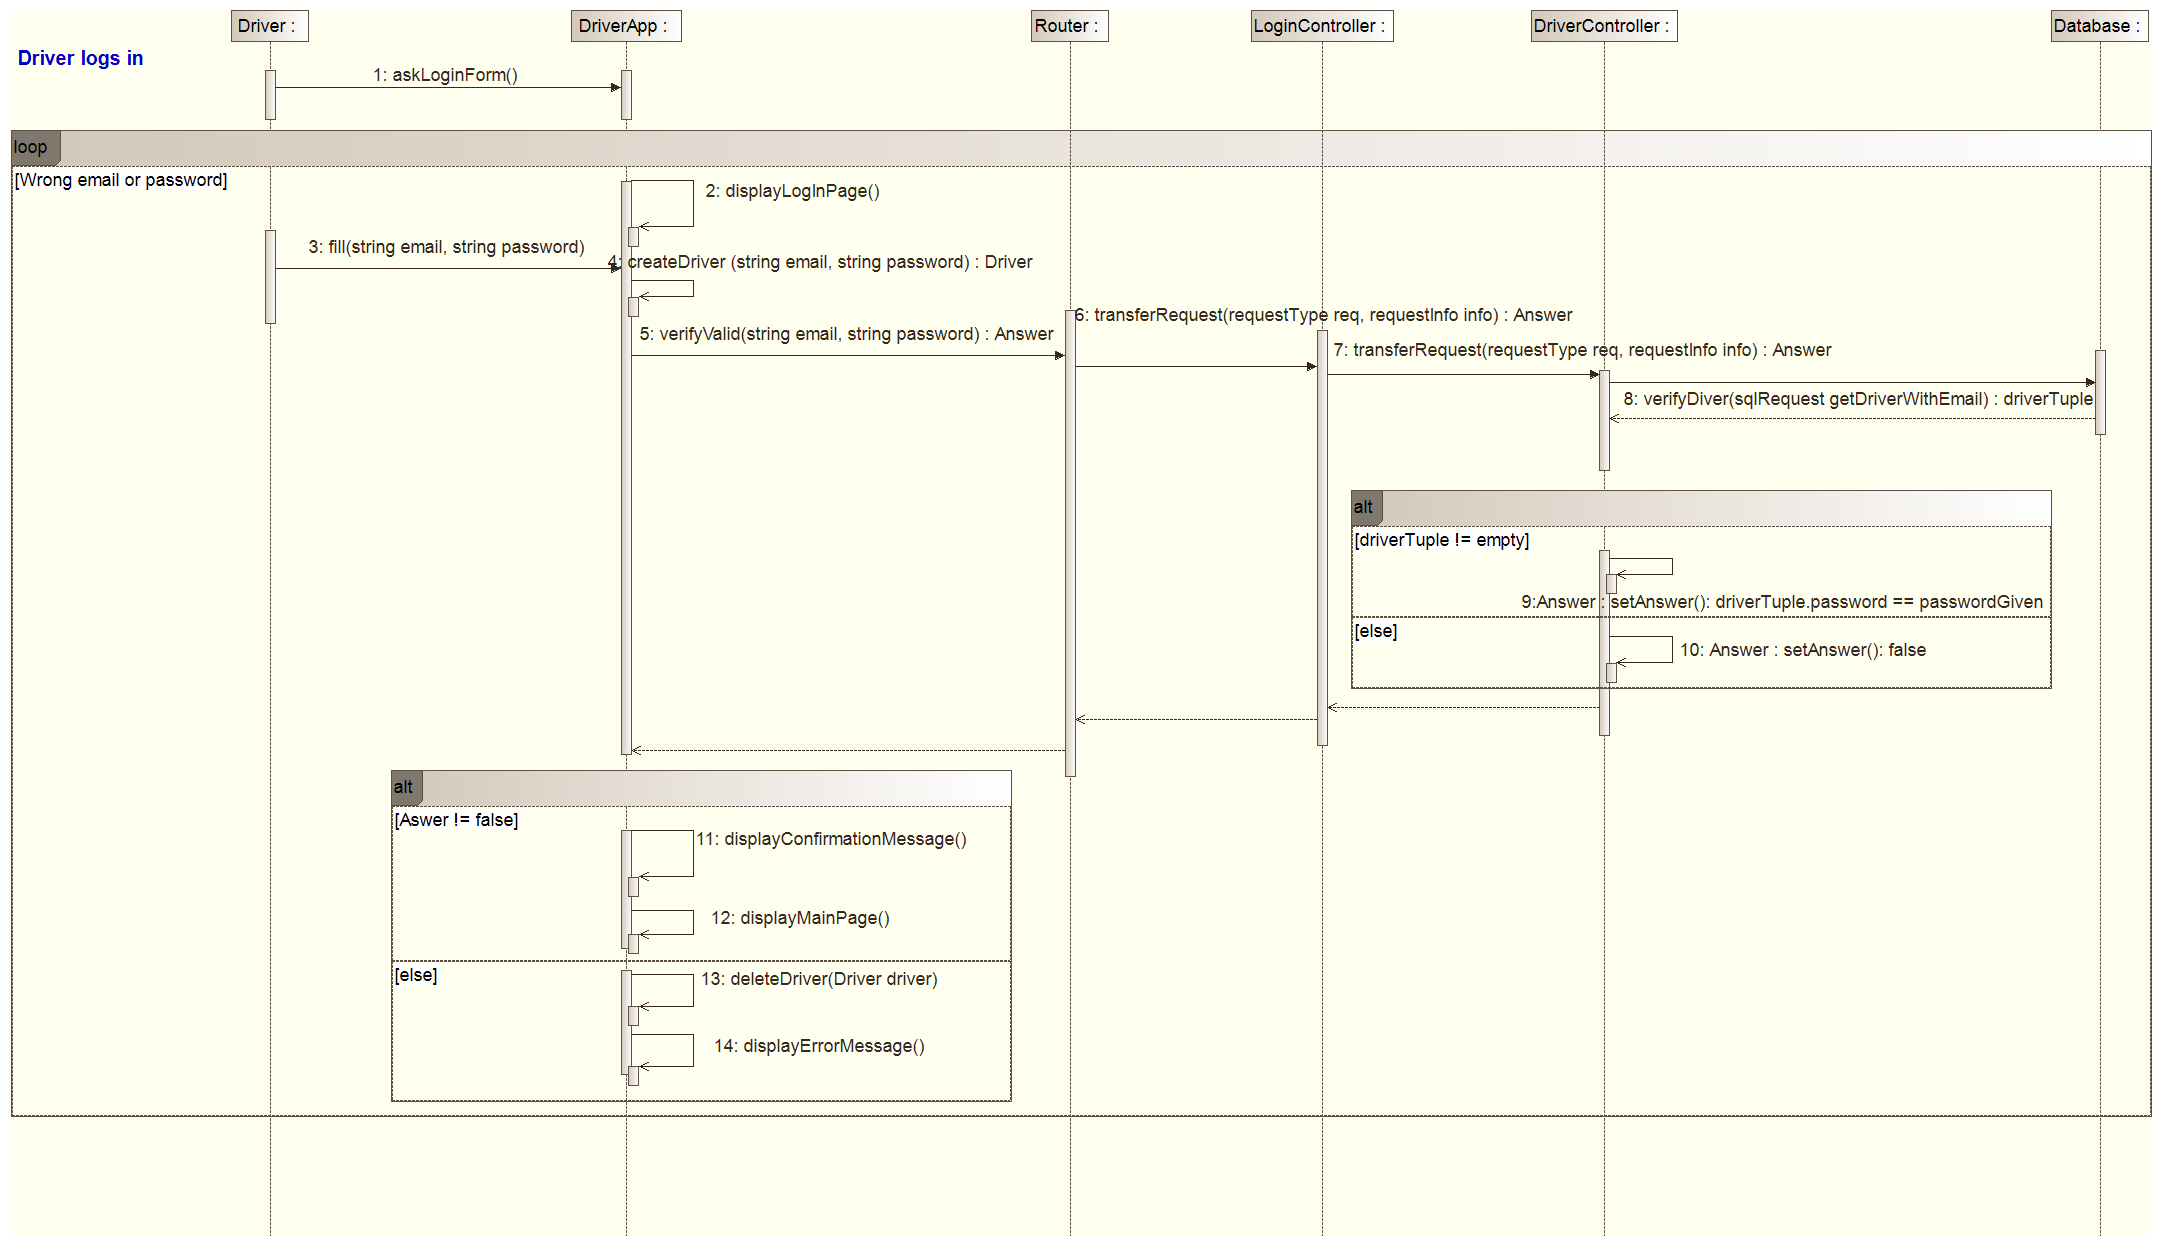 Driver :
DriverApp :
Router :
LoginController :
DriverController :
Database :
Driver logs in
1: askLoginForm()
loop
[Wrong email or password]
2: displayLogInPage()
3: fill(string email, string password)
4: createDriver (string email, string password) : Driver
5: verifyValid(string email, string password) : Answer
6: transferRequest(requestType req, requestInfo info) : Answer
7: transferRequest(requestType req, requestInfo info) : Answer
8: verifyDiver(sqlRequest getDriverWithEmail) : driverTuple
alt
[driverTuple != empty]
9:Answer : setAnswer(): driverTuple.password == passwordGiven
[else]
10: Answer : setAnswer(): false
alt
[Aswer != false]
11: displayConfirmationMessage()
12: displayMainPage()
[else]
13: deleteDriver(Driver driver)
14: displayErrorMessage()